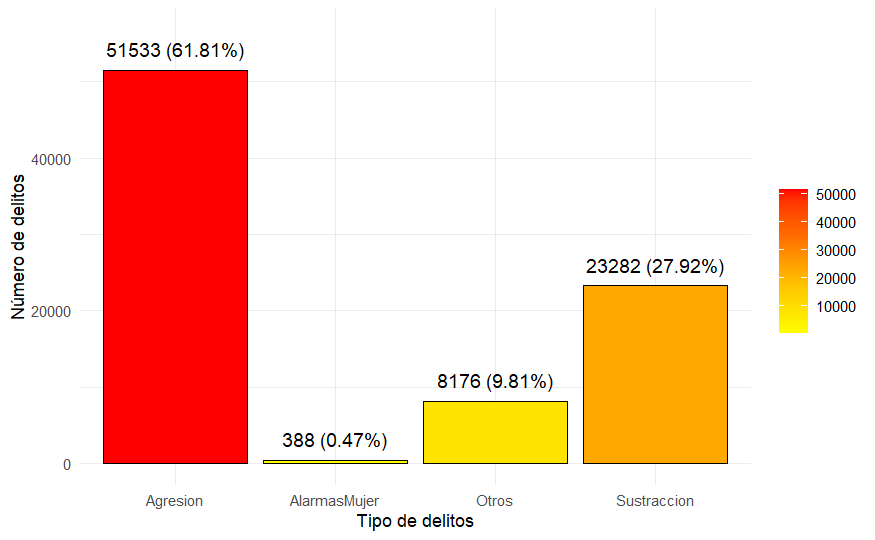 51533 (61.81%)
388 (0.47%)
8176 (9.81%)
23282 (27.92%)
Número de delitos
40000
20000
0
Agresion
AlarmasMujer
Otros
Sustraccion
Tipo de delitos
50000
40000
30000
20000
10000